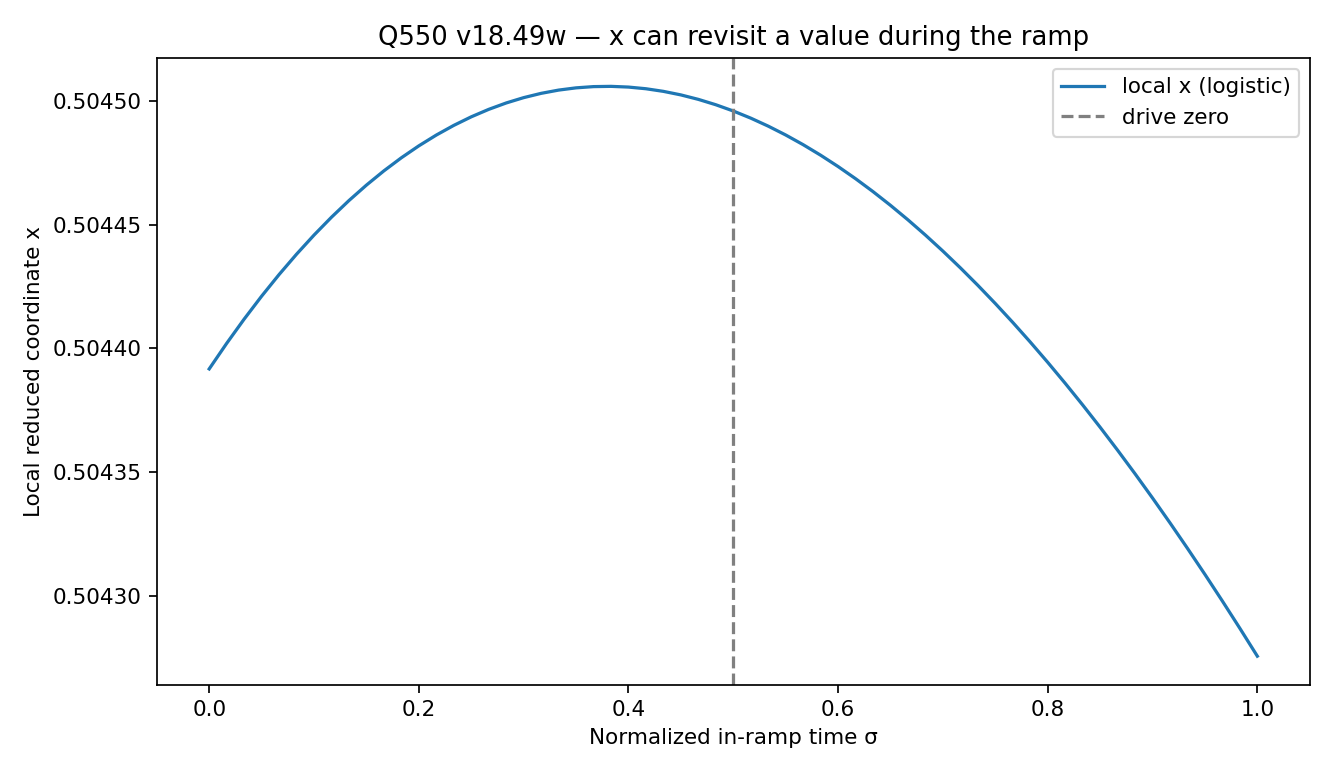 Q550 v18.49w — x can revisit a value during the ramp
local x (logistic)
drive zero
Local reduced coordinate x
0.50450
0.50445
0.50440
0.50435
0.50430
0.0 0.2 0.4 0.6 0.8 1.0
Normalized in-ramp time σ